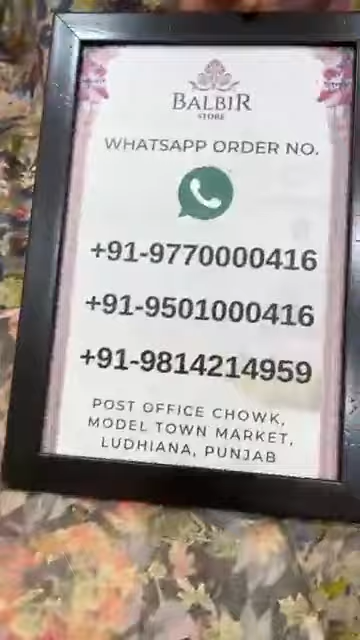 BALBIR
STORE
WHATSAPP ORDER NO.
+91-9770000416
+91-9501000416
+91-9814214959
POST OFFICE CHOWK,
MODEL TOWN MARKET,
LUDHIANA, PUNJAB